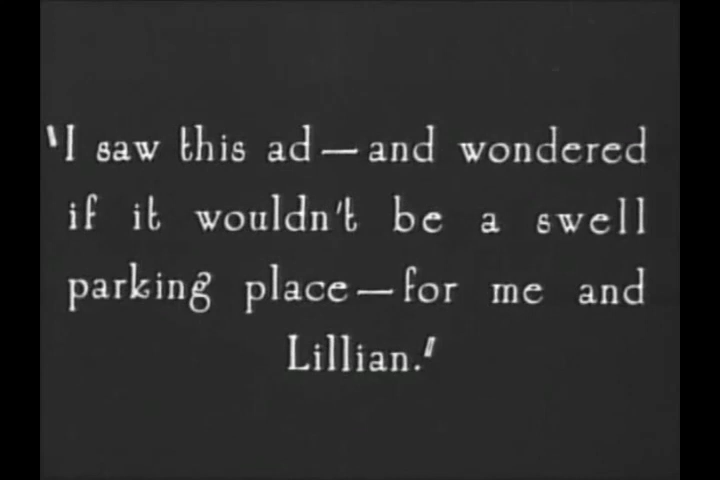 "I saw this ad — and wondered
if it wouldn't be a swell
parking place — for me and
Lillian."